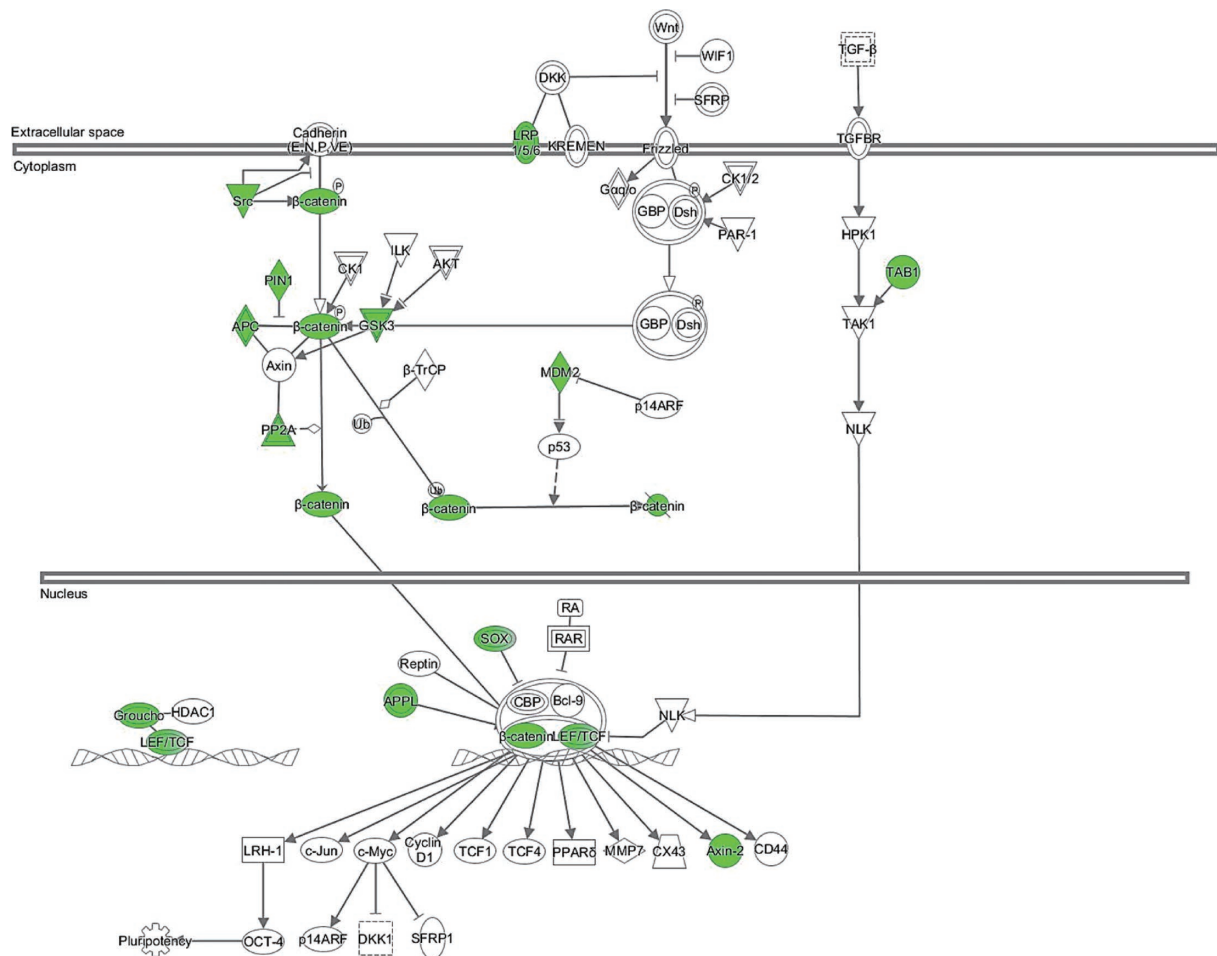 Wnt
WIF1
TGF-β
DKK
SFRP
Extracellular space
Cadherin
(E,N,P,VE)
LRP
1/5/6
KREMEN
Frizzled
TGFBR
Cytoplasm
Src
P
β-catenin
Gαq/o
P
CK1/2
GBP
Dsh
PAR-1
HPK1
ILK
CK1
AKT
PIN1
TAB1
APC
β-catenin
P
GSK3
GBP
Dsh
P
TAK1
Axin
β-TrCP
MDM2
p14ARF
Ub
PP2A
p53
NLK
β-catenin
Ub
β-catenin
β-catenin
Nucleus
RA
SOX
RAR
Reptin
APPL
CBP
Bcl-9
Groucho
HDAC1
NLK
LEF/TCF
β-catenin
LEF/TCF
LRH-1
c-Jun
c-Myc
Cyclin
D1
TCF1
TCF4
PPARδ
MMP7
CX43
Axin-2
CD44
Pluripotency
OCT-4
p14ARF
DKK1
SFRP1